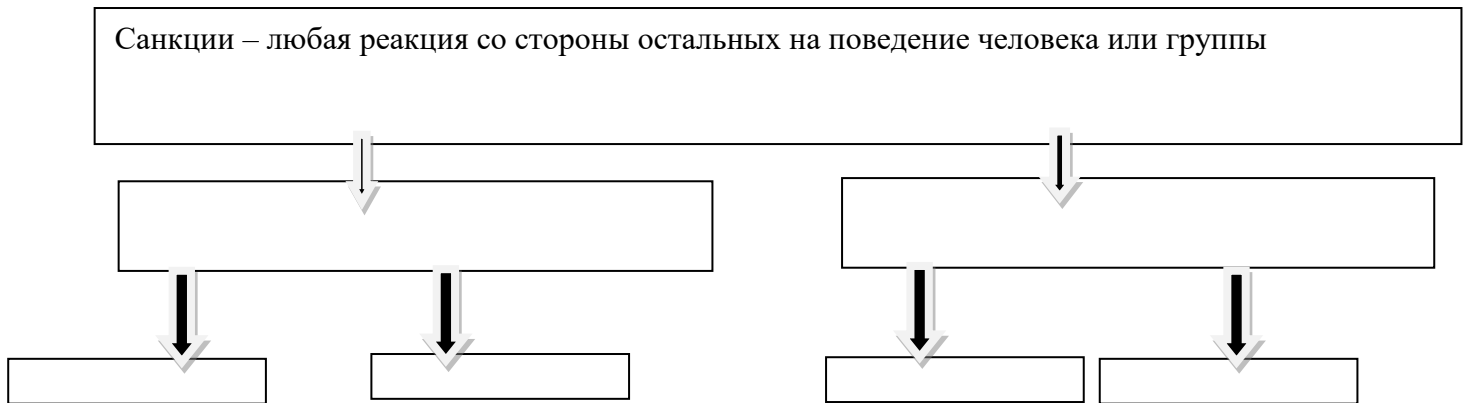 Санкции – любая реакция со стороны остальных на поведение человека или группы